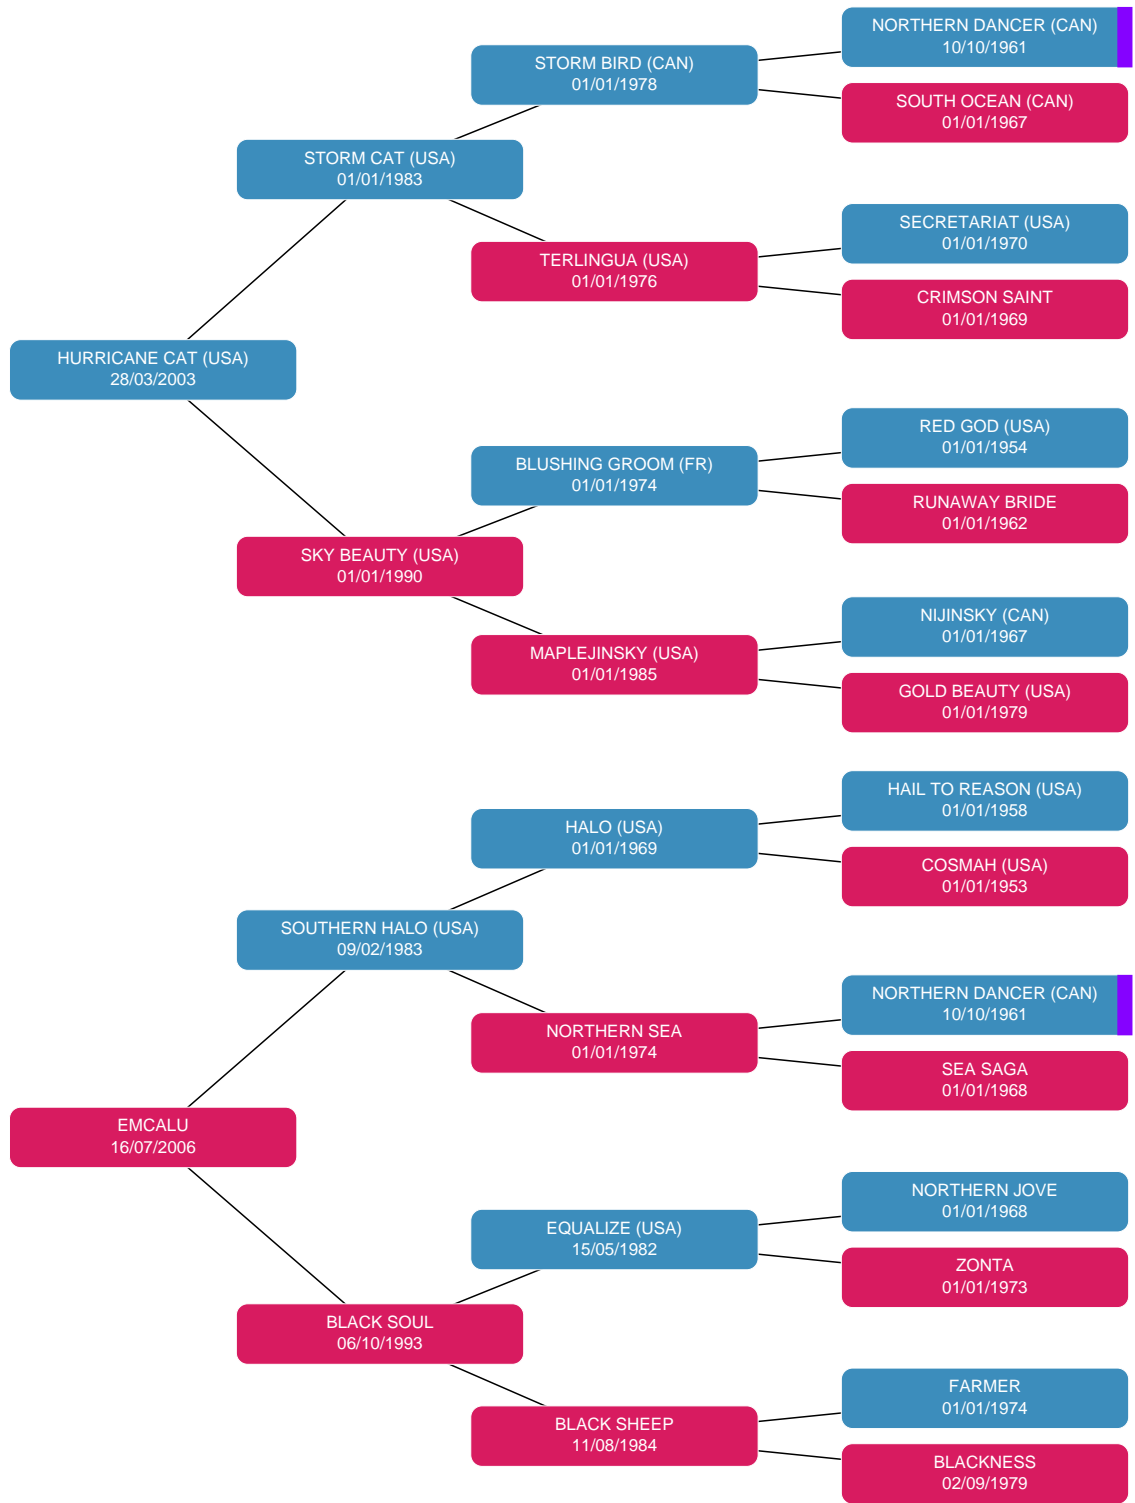 NORTHERN DANCER (CAN)
10/10/1961
STORM BIRD (CAN)
01/01/1978
SOUTH OCEAN (CAN)
01/01/1967
STORM CAT (USA)
01/01/1983
SECRETARIAT (USA)
01/01/1970
TERLINGUA (USA)
01/01/1976
CRIMSON SAINT
01/01/1969
HURRICANE CAT (USA)
28/03/2003
RED GOD (USA)
01/01/1954
BLUSHING GROOM (FR)
01/01/1974
RUNAWAY BRIDE
01/01/1962
SKY BEAUTY (USA)
01/01/1990
NIJINSKY (CAN)
01/01/1967
MAPLEJINSKY (USA)
01/01/1985
GOLD BEAUTY (USA)
01/01/1979
HAIL TO REASON (USA)
01/01/1958
HALO (USA)
01/01/1969
COSMAH (USA)
01/01/1953
SOUTHERN HALO (USA)
09/02/1983
NORTHERN DANCER (CAN)
10/10/1961
NORTHERN SEA
01/01/1974
SEA SAGA
01/01/1968
EMCALU
16/07/2006
NORTHERN JOVE
01/01/1968
EQUALIZE (USA)
15/05/1982
ZONTA
01/01/1973
BLACK SOUL
06/10/1993
FARMER
01/01/1974
BLACK SHEEP
11/08/1984
BLACKNESS
02/09/1979